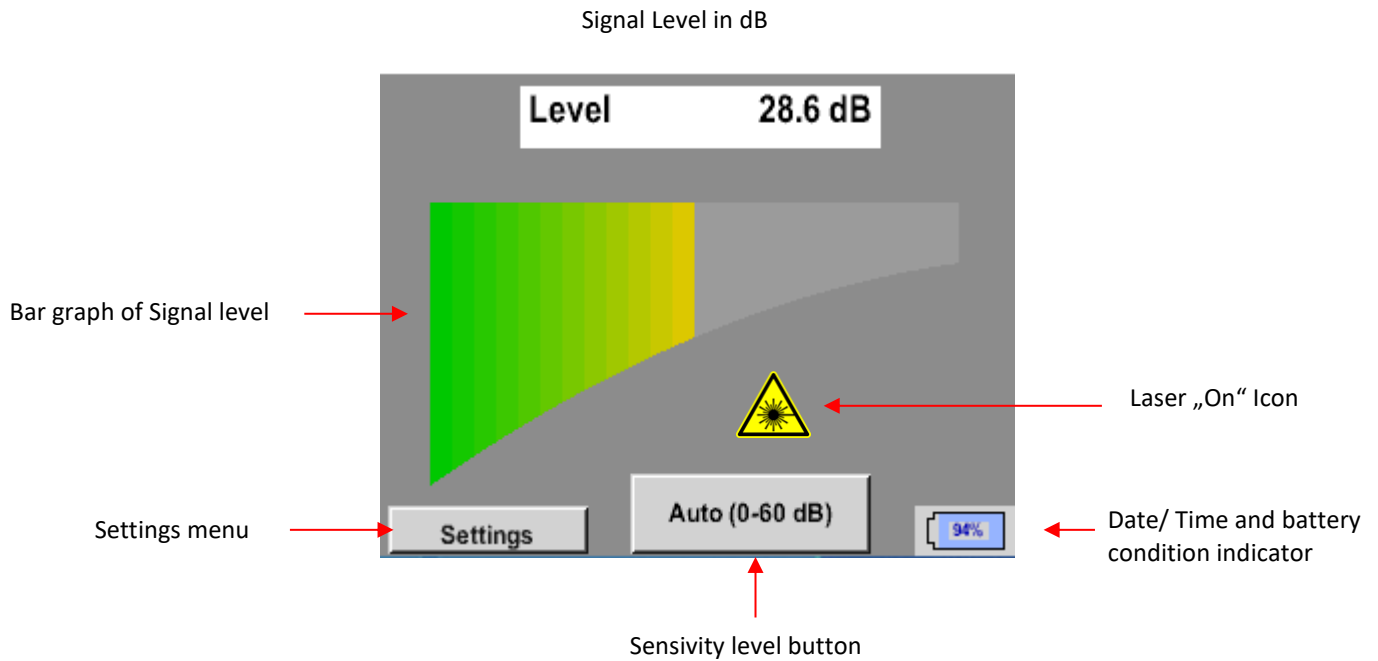 Signal Level in dB
Level 28.6 dB
Bar graph of Signal level
Laser „On“ Icon
Settings menu
Settings
Auto (0-60 dB)
94%
Date/ Time and battery
condition indicator
Sensivity level button